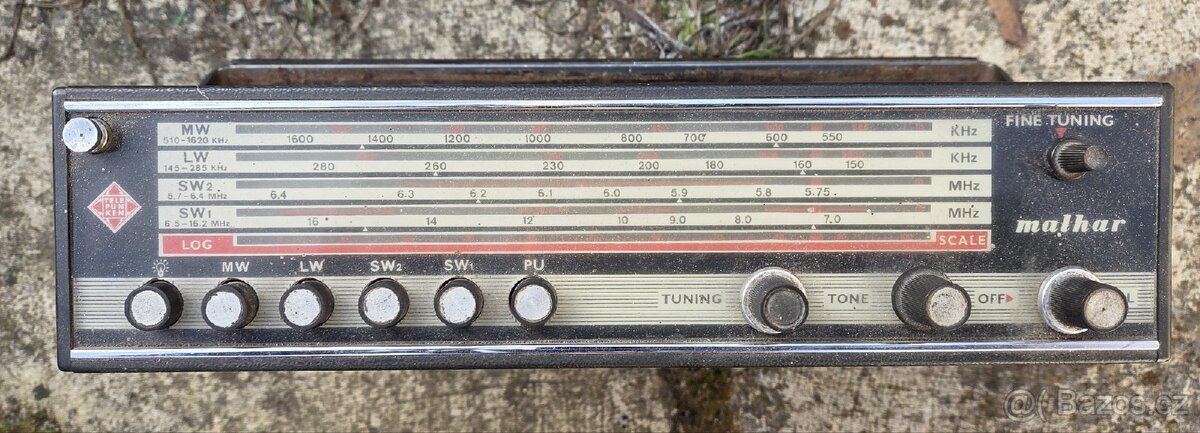 FINE TUNING
MW
510-1620 KHZ
1600 1400 1200 1000 800 700 600 550
KHz
LW
145-285 KHZ
280 260 230 200 180 160 150
KHz
SW2
5.7-6.4 MHz
6.4 6.3 6.2 6.1 6.0 5.9 5.8 5.75
MHz
SW1
6.5-16.2 MHz
16 14 12 10 9.0 8.0 7.0
MHz
LOG
SCALE
TELE
FUN
KEN
malhar
MW LW SW2 SW1 PU
TUNING TONE OFF
© Bazos.cz